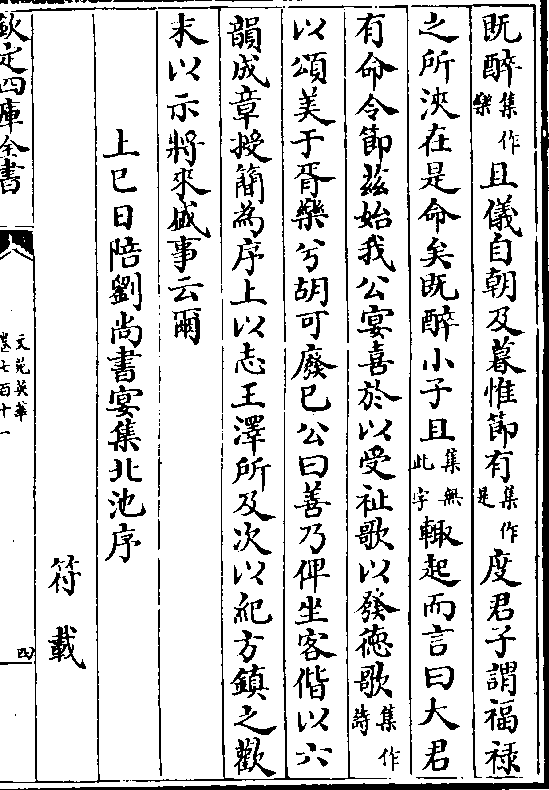 既醉集作樂且儀自朝及暮惟節有集作是度君子謂福禄
之所浹在是命矣既醉小子且集無此字輙起而言曰大君
有命令節兹始我公宴喜於以受祉歌以發徳歌集作詩
以頌美于胥樂兮胡可廢已公曰善乃俾坐客偕以六
韻成章授簡為序上以志王澤所及次以紀方鎮之歡
末以示將來盛事云爾
上巳日陪劉尚書宴集北池序
符載
欽定四庫全書
文苑英華
卷七百十一
四